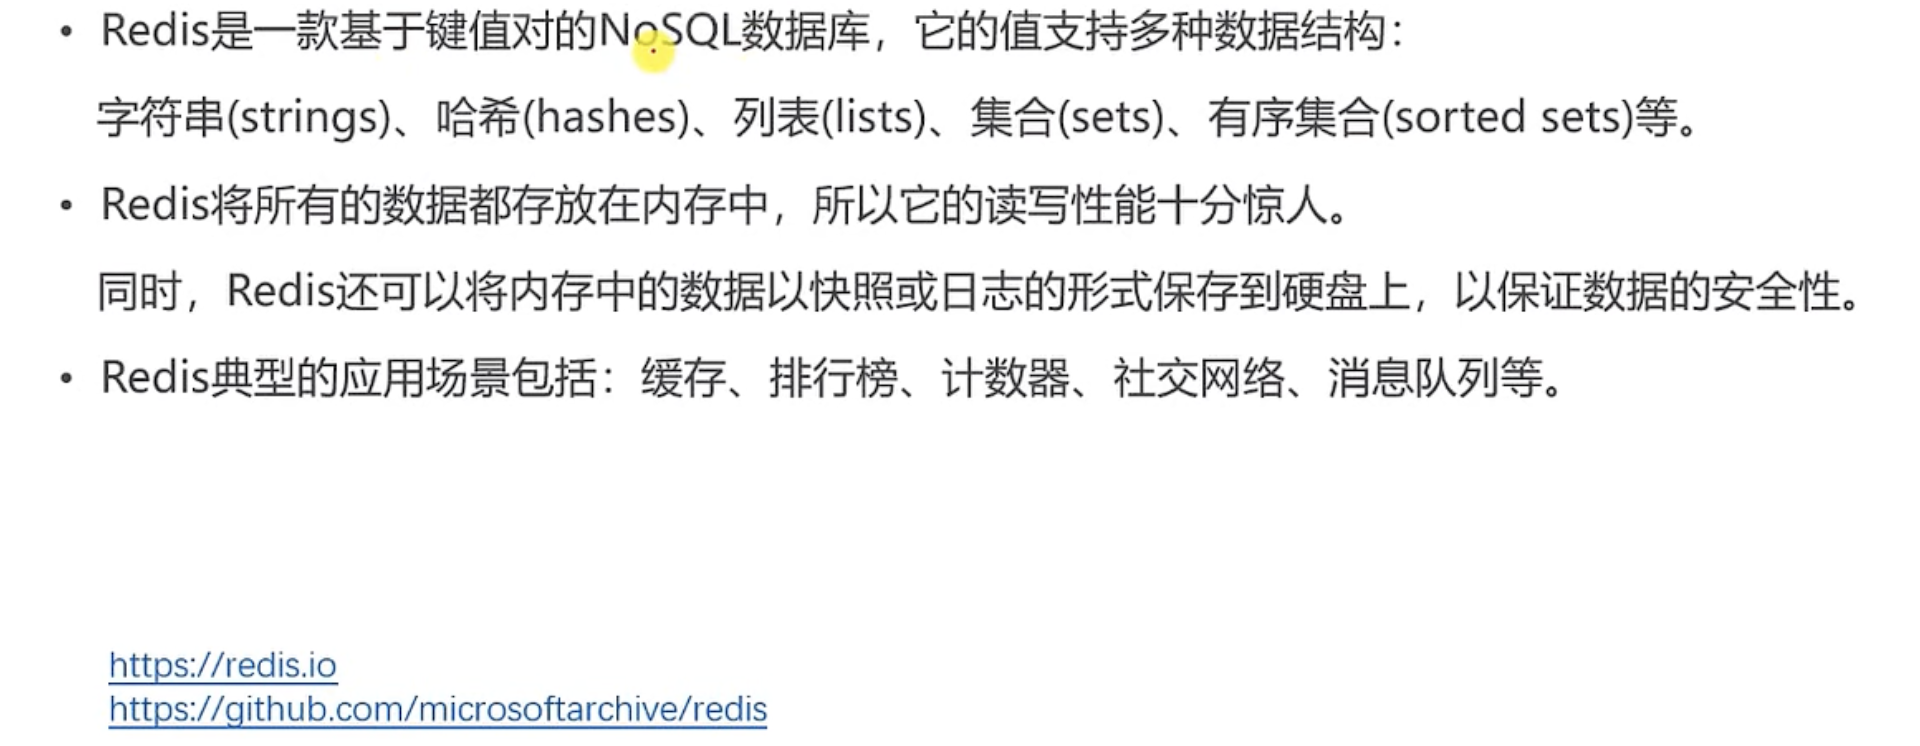 • Redis是一款基于键值对的NoSQL数据库，它的值支持多种数据结构：
字符串(strings)、哈希(hashes)、列表(lists)、集合(sets)、有序集合(sorted sets)等。
• Redis将所有的数据都存放在内存中，所以它的读写性能十分惊人。
同时，Redis还可以将内存中的数据以快照或日志的形式保存到硬盘上，以保证数据的安全性。
• Redis典型的应用场景包括：缓存、排行榜、计数器、社交网络、消息队列等。
https://redis.io
https://github.com/microsoftarchive/redis